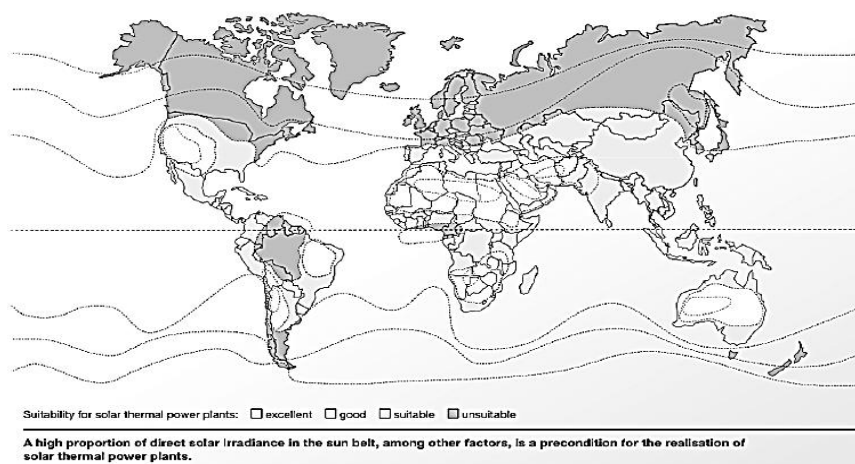 Suitability for solar thermal power plants: excellent good suitable unsuitable
A high proportion of direct solar irradiance in the sun belt, among other factors, is a precondition for the realisation of
solar thermal power plants.